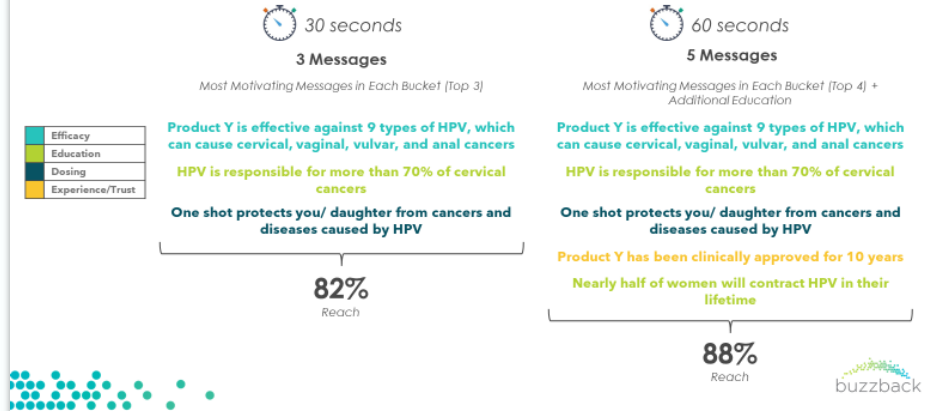 30 seconds
3 Messages
Most Motivating Messages in Each Bucket (Top 3)
Efficacy
Education
Dosing
Experience/Trust
Product Y is effective against 9 types of HPV, which
can cause cervical, vaginal, vulvar, and anal cancers
HPV is responsible for more than 70% of cervical
cancers
One shot protects you/ daughter from cancers and
diseases caused by HPV
82%
Reach
60 seconds
5 Messages
Most Motivating Messages in Each Bucket (Top 4) +
Additional Education
Product Y is effective against 9 types of HPV, which
can cause cervical, vaginal, vulvar, and anal cancers
HPV is responsible for more than 70% of cervical
cancers
One shot protects you/ daughter from cancers and
diseases caused by HPV
Product Y has been clinically approved for 10 years
Nearly half of women will contract HPV in their
lifetime
88%
Reach
buzzback